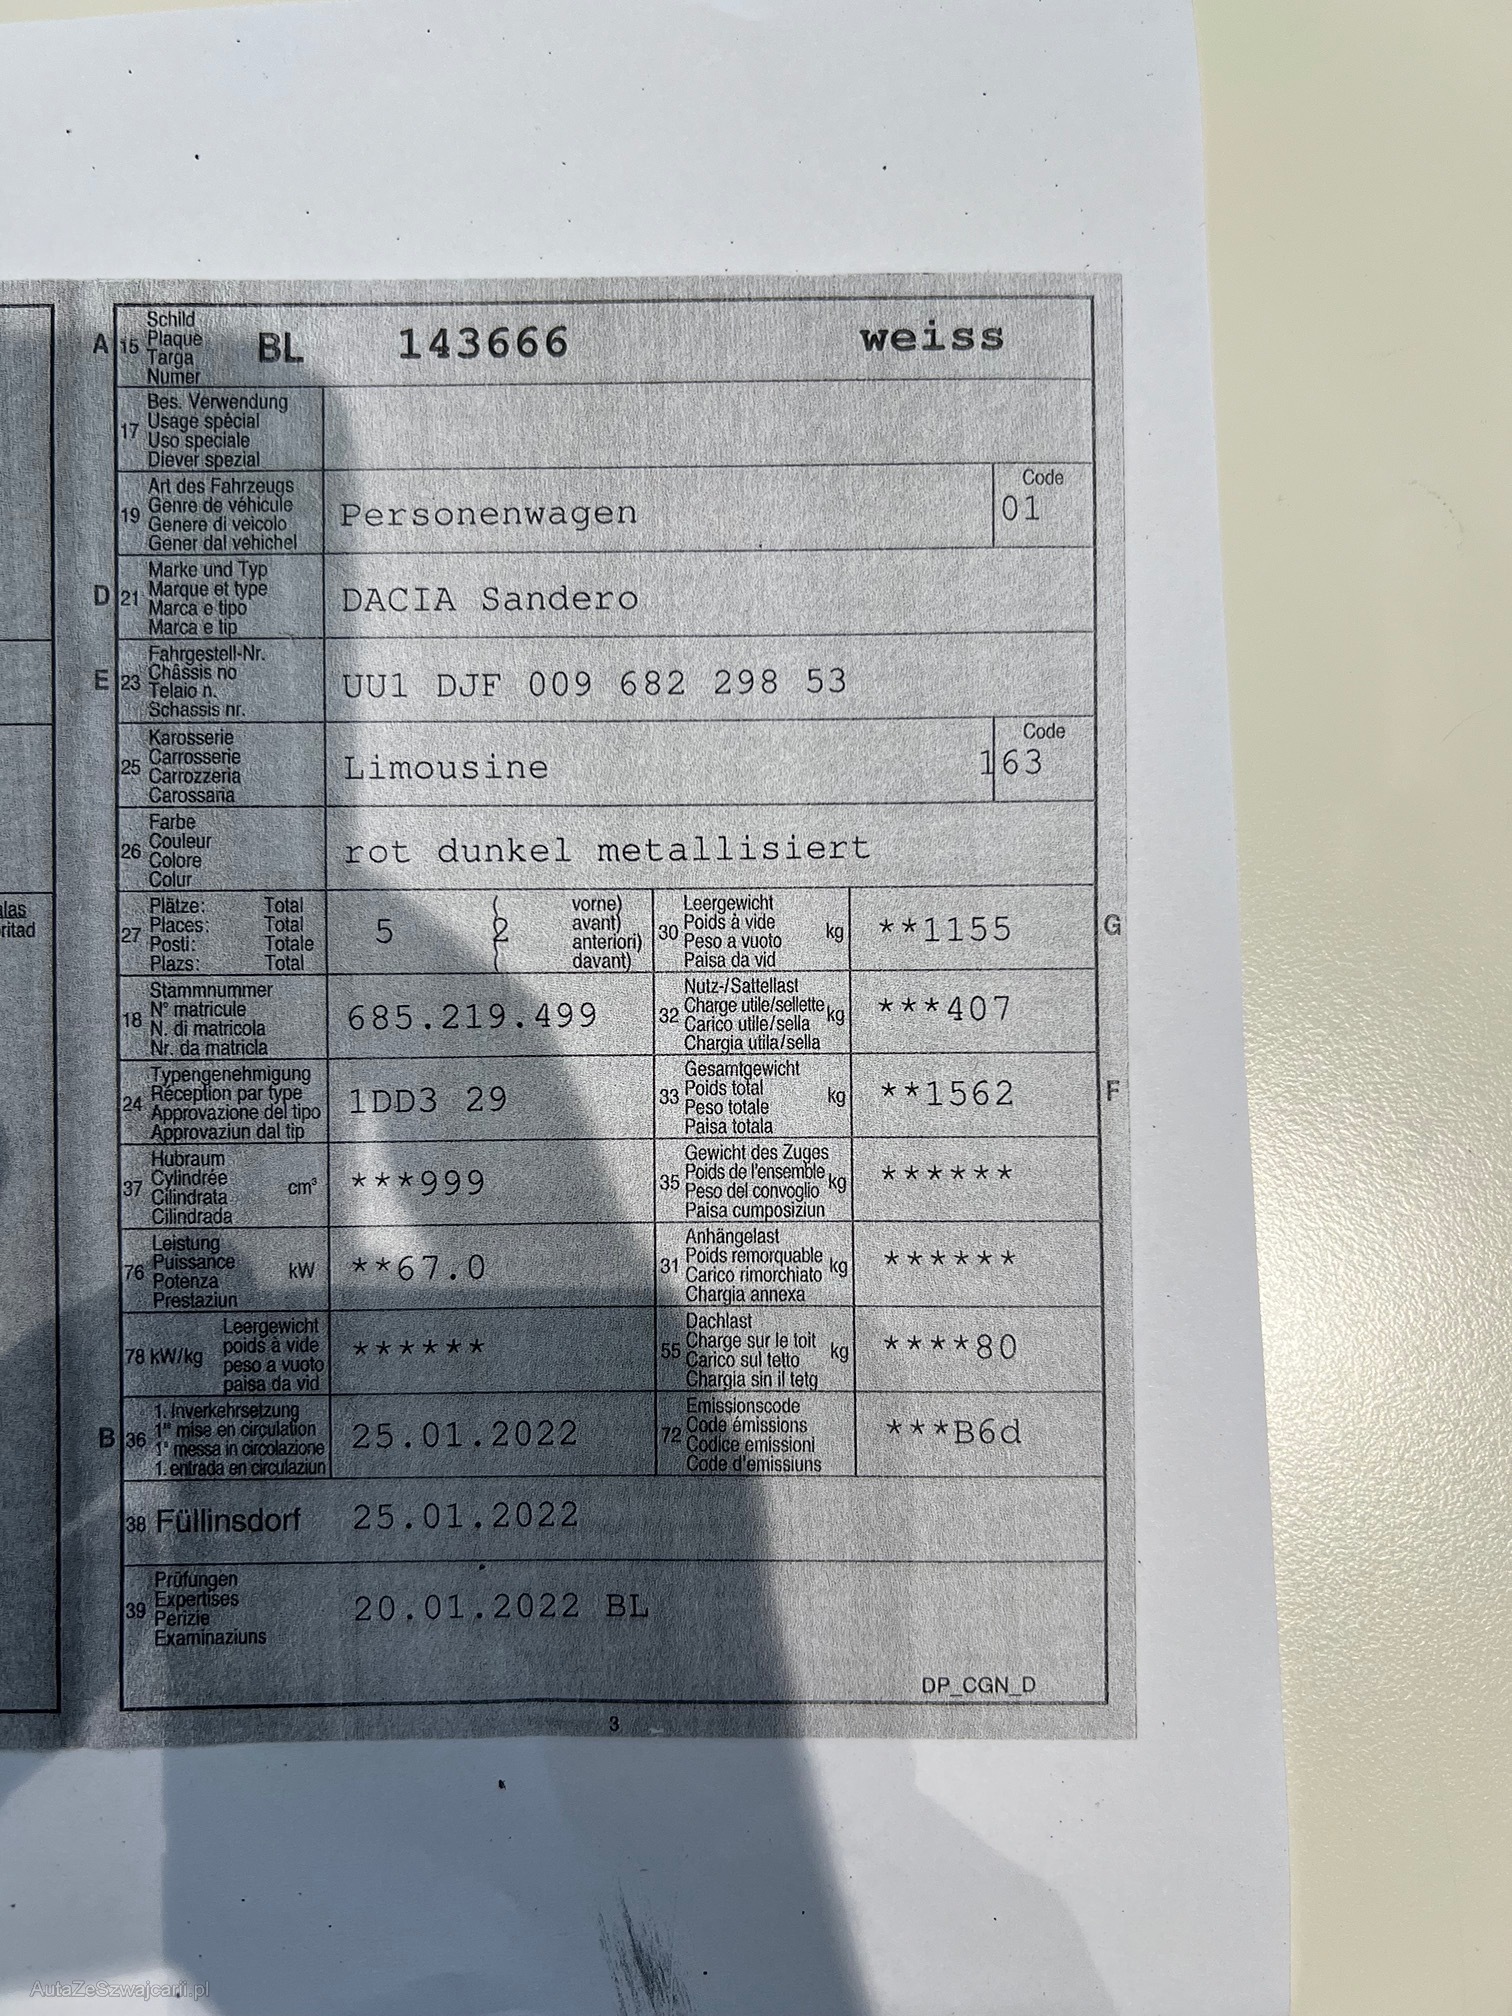 alas
ritad
A 15 Schild
Plaque
Targa
Numer
BL 143666 weiss
17 Bes. Verwendung
Usage spécial
Uso speciale
Diever spezial
19 Art des Fahrzeugs
Genre de véhicule
Genere di veicolo
Gener dal vehichel
Personenwagen
Code
01
D 21 Marke und Typ
Marque et type
Marca e tipo
Marca e tip
DACIA Sandero
E 23 Fahrgestell-Nr.
Châssis no
Telaio n.
Schassis nr.
UU1 DJF 009 682 298 53
25 Karosserie
Carrosserie
Carrozzeria
Carossaria
Limousine
Code
163
26 Farbe
Couleur
Colore
Colur
rot dunkel metallisiert
27 Plätze: Total
Places: Total
Posti: Totale
Plazs: Total
5 ( 2 vorne)
avant)
anteriori)
davant)
30 Leergewicht
Poids à vide
Peso a vuoto
Paisa da vid
kg **1155 G
18 Stammnummer
N° matricule
N. di matricola
Nr. da matricla
685.219.499
32 Nutz-/Sattellast
Charge utile/sellette
Carico utile/sella
Chargia utila/sella
kg ***407
24 Typengenehmigung
Réception par type
Approvazione del tipo
Approvaziun dal tip
1DD3 29
33 Gesamtgewicht
Poids total
Peso totale
Paisa totala
kg **1562 F
37 Hubraum
Cylindrée
Cilindrata
Cilindrada
cm³ ***999
35 Gewicht des Zuges
Poids de l'ensemble
Peso del convoglio
Paisa cumposiziun
kg ******
76 Leistung
Puissance
Potenza
Prestaziun
kW **67.0
31 Anhängelast
Poids remorquable
Carico rimorchiato
Chargia annexa
kg ******
78 kW/kg Leergewicht
poids à vide
peso a vuoto
paisa da vid
******
55 Dachlast
Charge sur le toit
Carico sul tetto
Chargia sin il tetg
kg ****80
B 36 1. Inverkehrsetzung
1re mise en circulation
1a messa in circolazione
1. entrada en circulaziun
25.01.2022
72 Emissionscode
Code émissions
Codice emissioni
Code d'emissiuns
***B6d
38 Füllinsdorf 25.01.2022
39 Prüfungen
Expertises
Perizie
Examinaziuns
20.01.2022 BL
DP_CGN_D
3
AutaZeSzwajcarii.pl